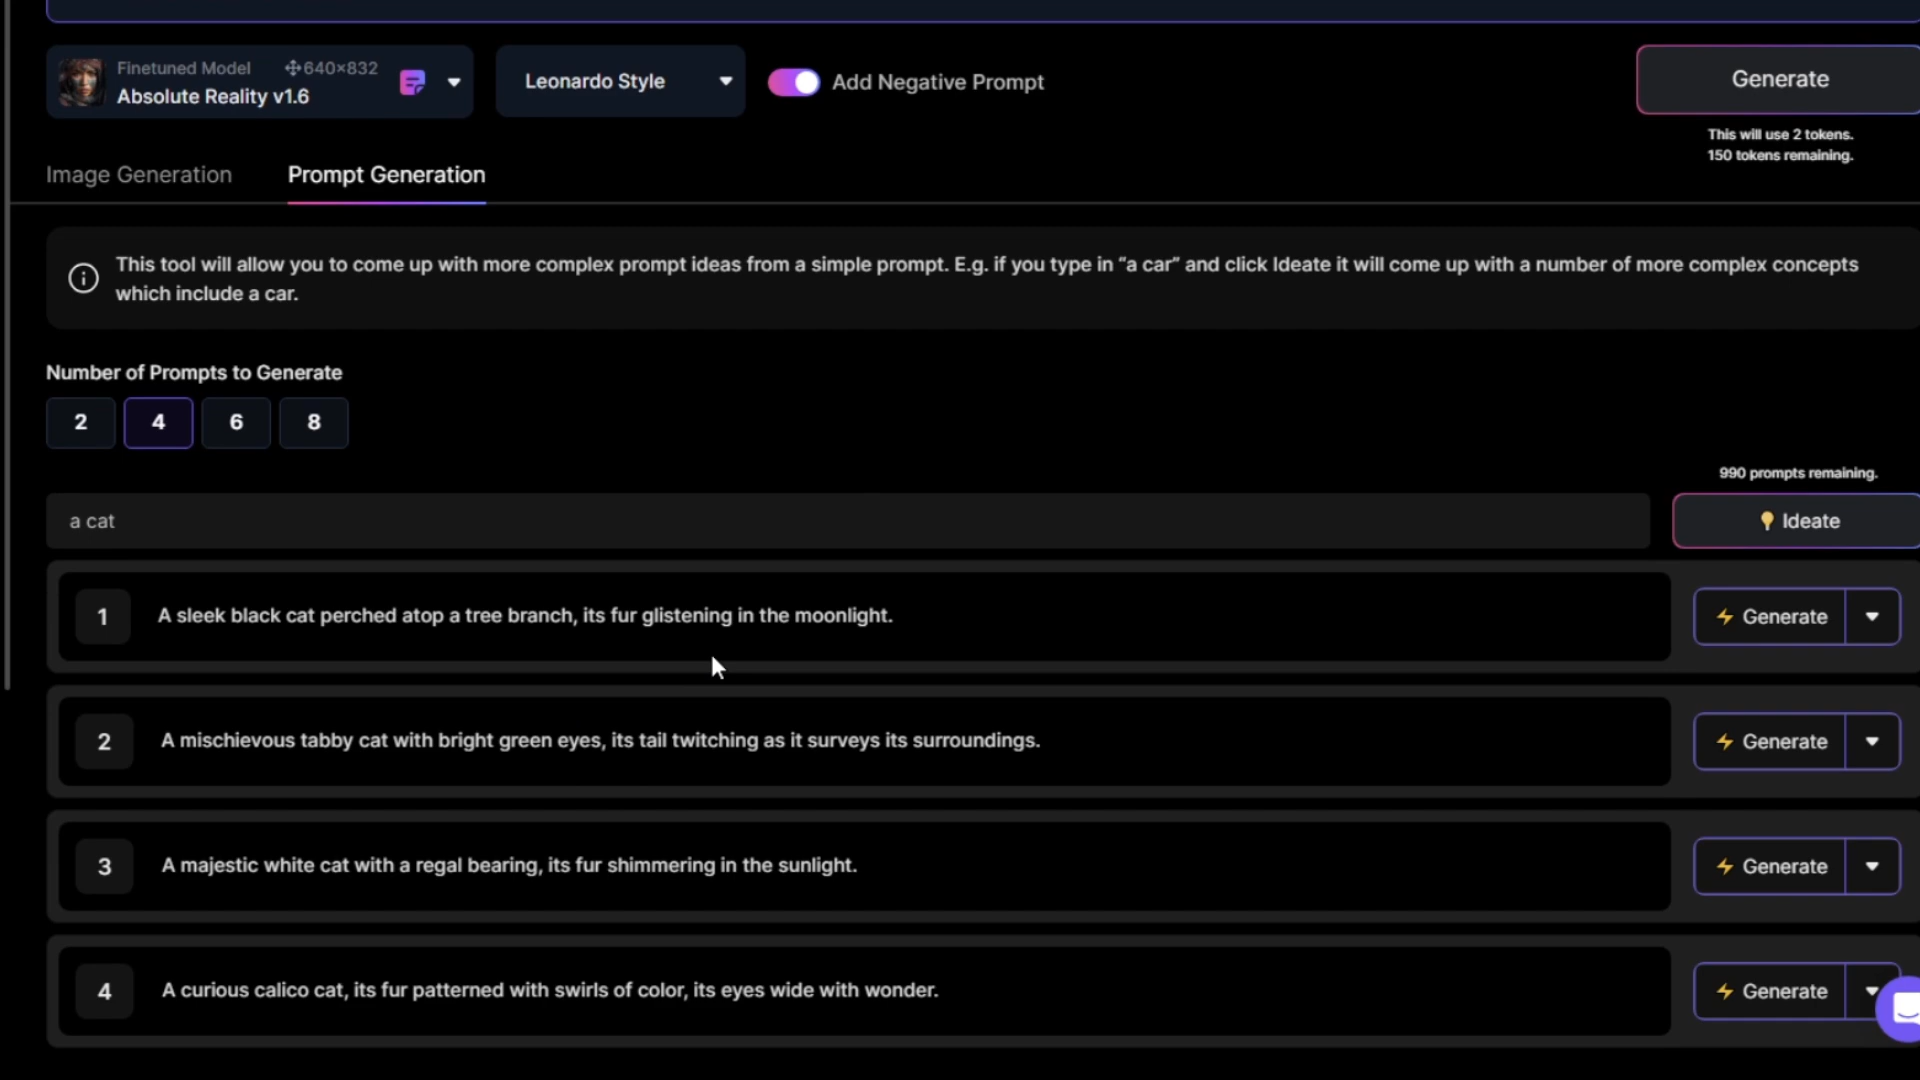 Finetuned Model 640×832
Absolute Reality v1.6
Leonardo Style
Add Negative Prompt
Generate
This will use 2 tokens.
150 tokens remaining.
Image Generation
Prompt Generation
This tool will allow you to come up with more complex prompt ideas from a simple prompt. E.g. if you type in “a car” and click Ideate it will come up with a number of more complex concepts
which include a car.
Number of Prompts to Generate
2 4 6 8
990 prompts remaining.
a cat
Ideate
1 A sleek black cat perched atop a tree branch, its fur glistening in the moonlight. Generate
2 A mischievous tabby cat with bright green eyes, its tail twitching as it surveys its surroundings. Generate
3 A majestic white cat with a regal bearing, its fur shimmering in the sunlight. Generate
4 A curious calico cat, its fur patterned with swirls of color, its eyes wide with wonder. Generate